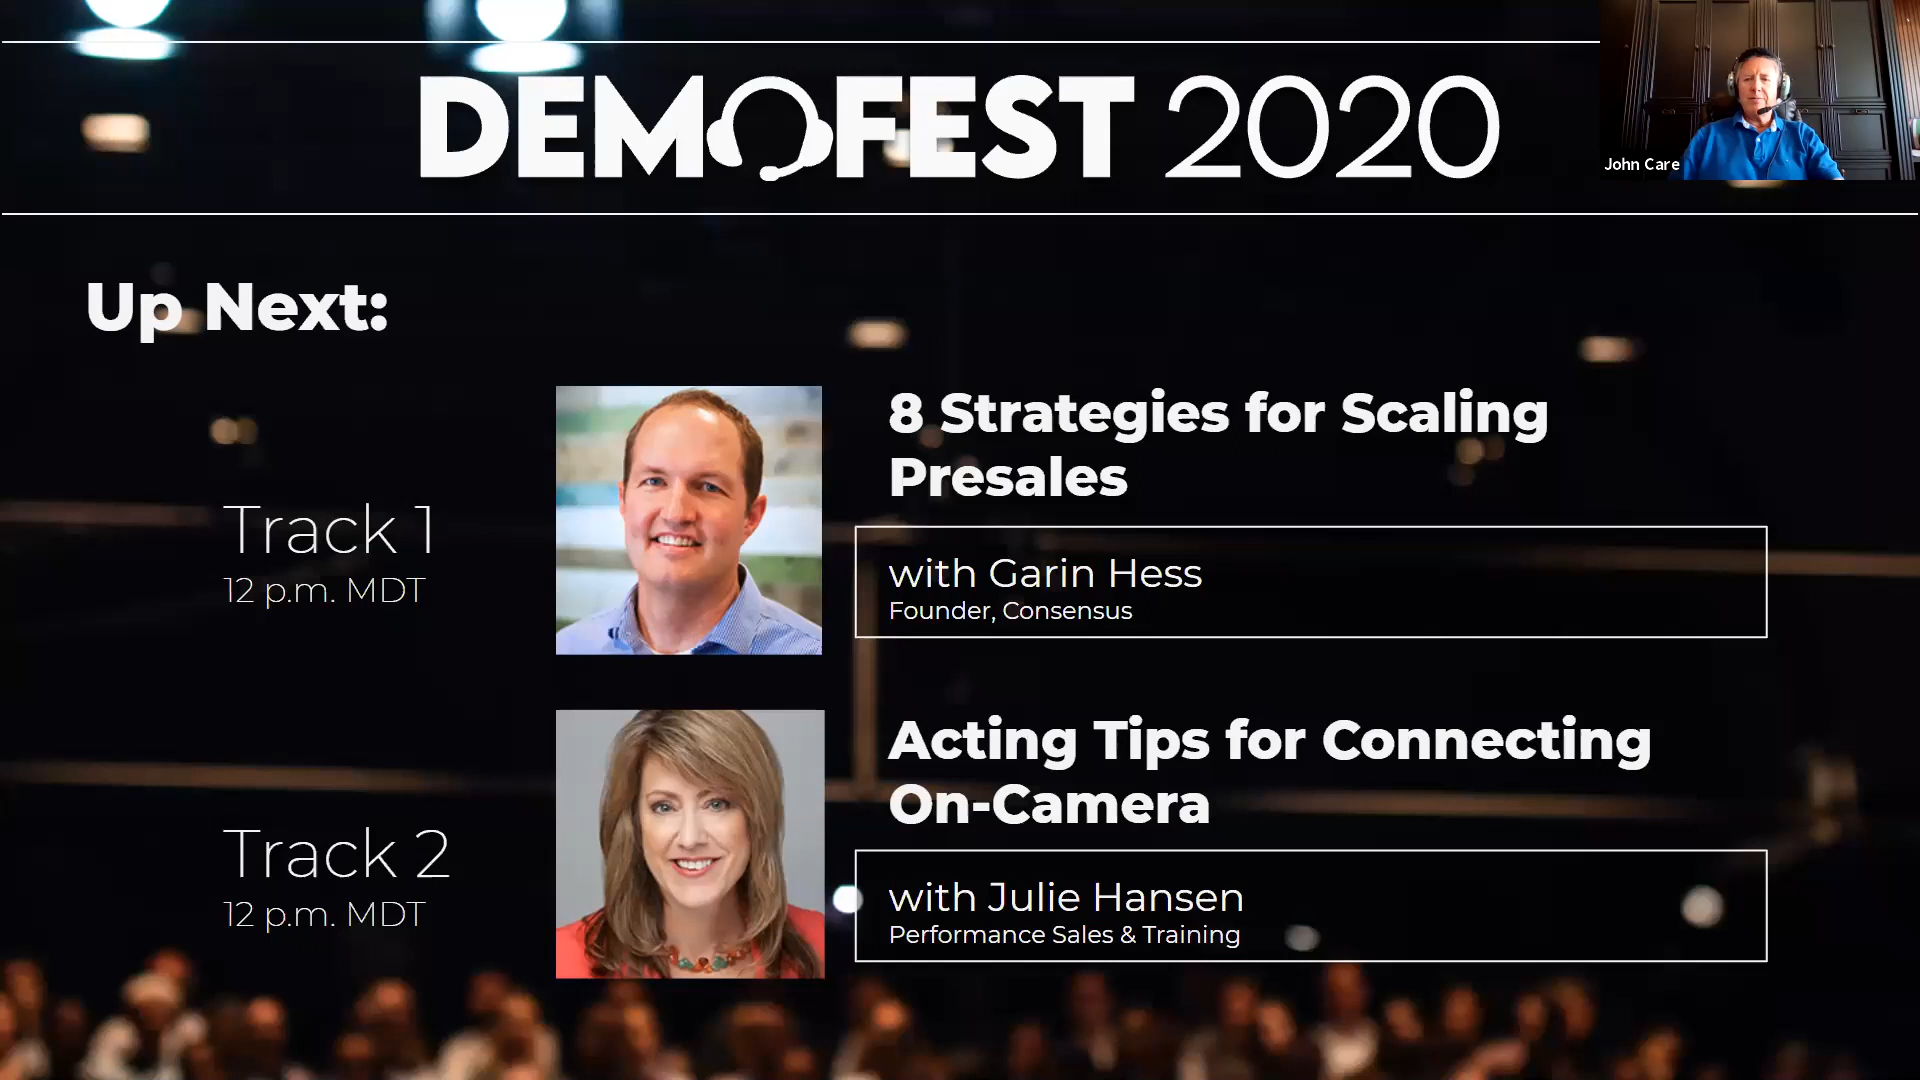 DEMOFEST 2020
John Care
Up Next:
Track 1
12 p.m. MDT
8 Strategies for Scaling
Presales
with Garin Hess
Founder, Consensus
Track 2
12 p.m. MDT
Acting Tips for Connecting
On-Camera
with Julie Hansen
Performance Sales & Training